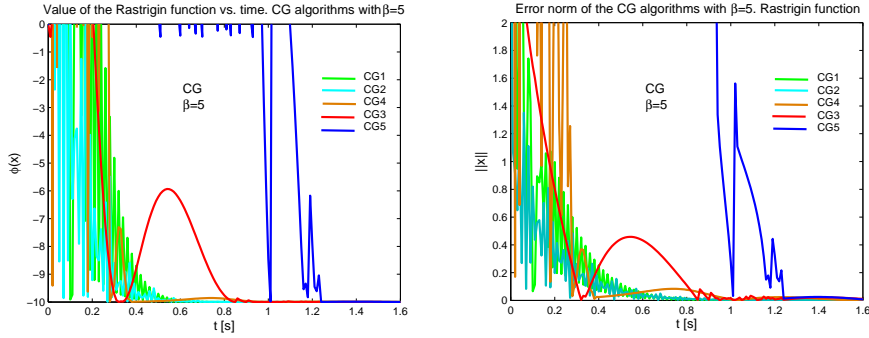 Value of the Rastrigin function vs. time. CG algorithms with β=5
0
−1
−2
−3
−4
−5
−6
−7
−8
−9
−10
ϕ(x)
CG
β=5
CG1
CG2
CG4
CG3
CG5
0 0.2 0.4 0.6 0.8 1 1.2 1.4 1.6
t [s]
Error norm of the CG algorithms with β=5. Rastrigin function
2
1.8
1.6
1.4
1.2
1
0.8
0.6
0.4
0.2
0
||x||
CG
β=5
CG1
CG2
CG4
CG3
CG5
0 0.2 0.4 0.6 0.8 1 1.2 1.4 1.6
t [s]